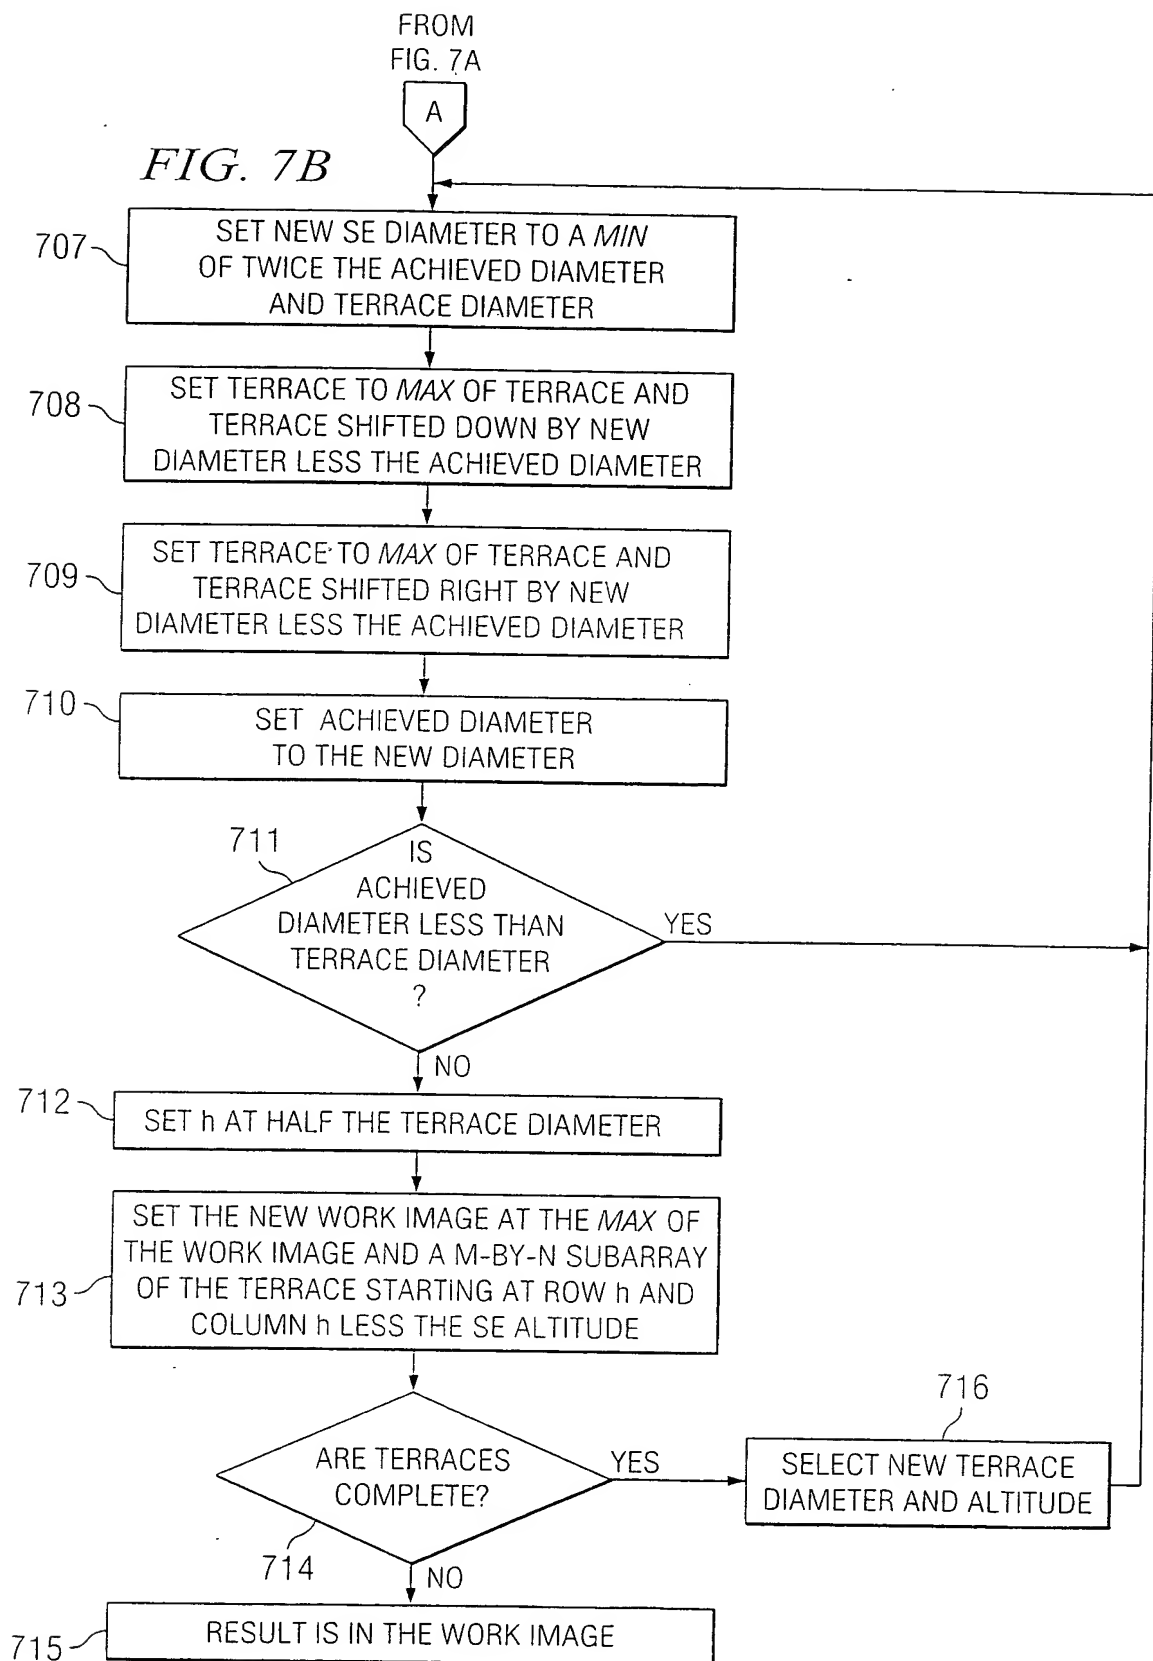 FROM
FIG. 7A
A
FIG. 7B
707
SET NEW SE DIAMETER TO A MIN
OF TWICE THE ACHIEVED DIAMETER
AND TERRACE DIAMETER
708
SET TERRACE TO MAX OF TERRACE AND
TERRACE SHIFTED DOWN BY NEW
DIAMETER LESS THE ACHIEVED DIAMETER
709
SET TERRACE TO MAX OF TERRACE AND
TERRACE SHIFTED RIGHT BY NEW
DIAMETER LESS THE ACHIEVED DIAMETER
710
SET ACHIEVED DIAMETER
TO THE NEW DIAMETER
711
IS
ACHIEVED
DIAMETER LESS THAN
TERRACE DIAMETER
?
YES
NO
712
SET h AT HALF THE TERRACE DIAMETER
713
SET THE NEW WORK IMAGE AT THE MAX OF
THE WORK IMAGE AND A M-BY-N SUBARRAY
OF THE TERRACE STARTING AT ROW h AND
COLUMN h LESS THE SE ALTITUDE
714
ARE TERRACES
COMPLETE?
YES
716
SELECT NEW TERRACE
DIAMETER AND ALTITUDE
NO
715
RESULT IS IN THE WORK IMAGE